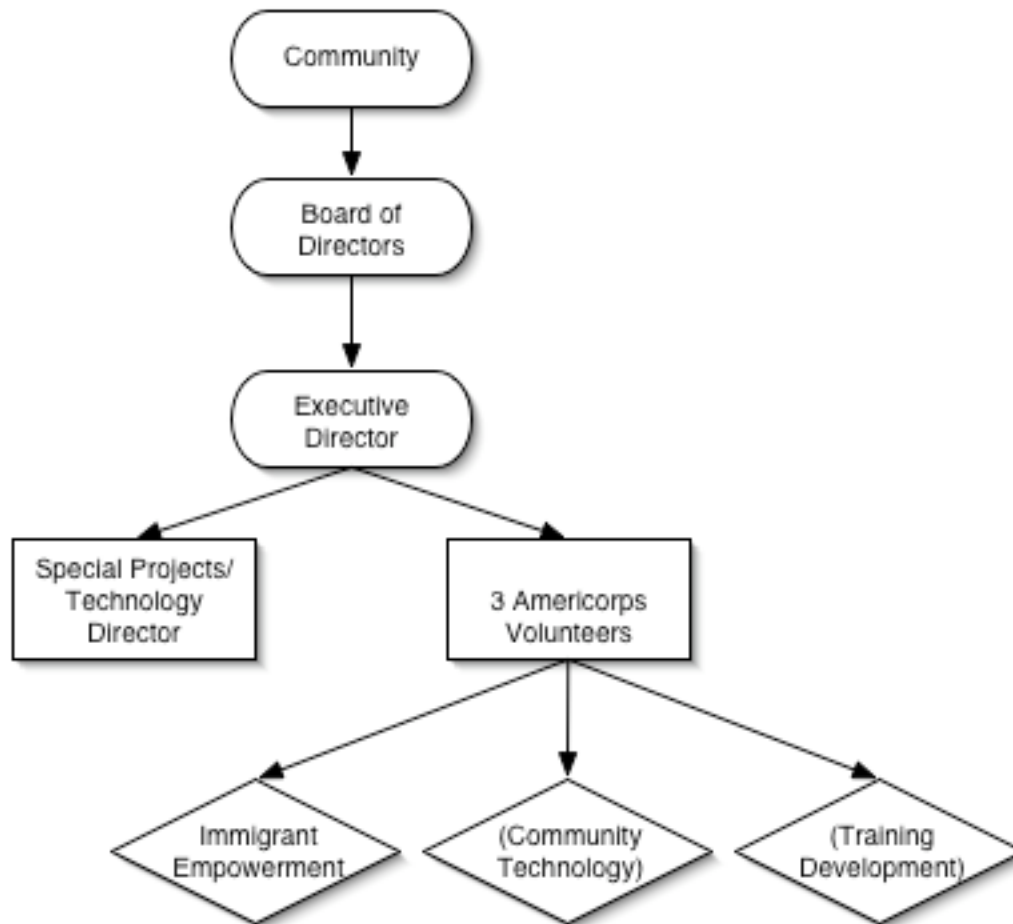 Community
Board of
Directors
Executive
Director
Special Projects/
Technology
Director
3 Americorps
Volunteers
Immigrant
Empowerment
(Community
Technology)
(Training
Development)